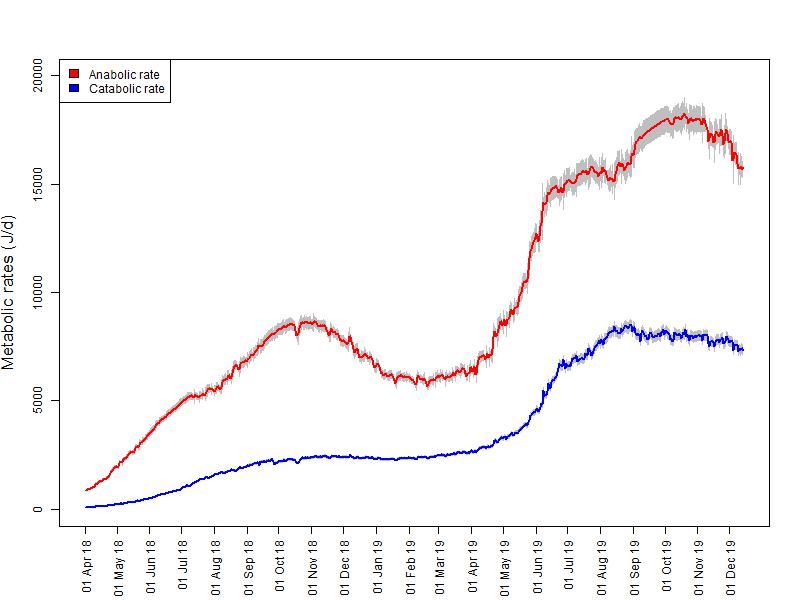 Anabolic rate
Catabolic rate
Metabolic rates (J/d)
20000
15000
10000
5000
0
01 Apr 18
01 May 18
01 Jun 18
01 Jul 18
01 Aug 18
01 Sep 18
01 Oct 18
01 Nov 18
01 Dec 18
01 Jan 19
01 Feb 19
01 Mar 19
01 Apr 19
01 May 19
01 Jun 19
01 Jul 19
01 Aug 19
01 Sep 19
01 Oct 19
01 Nov 19
01 Dec 19